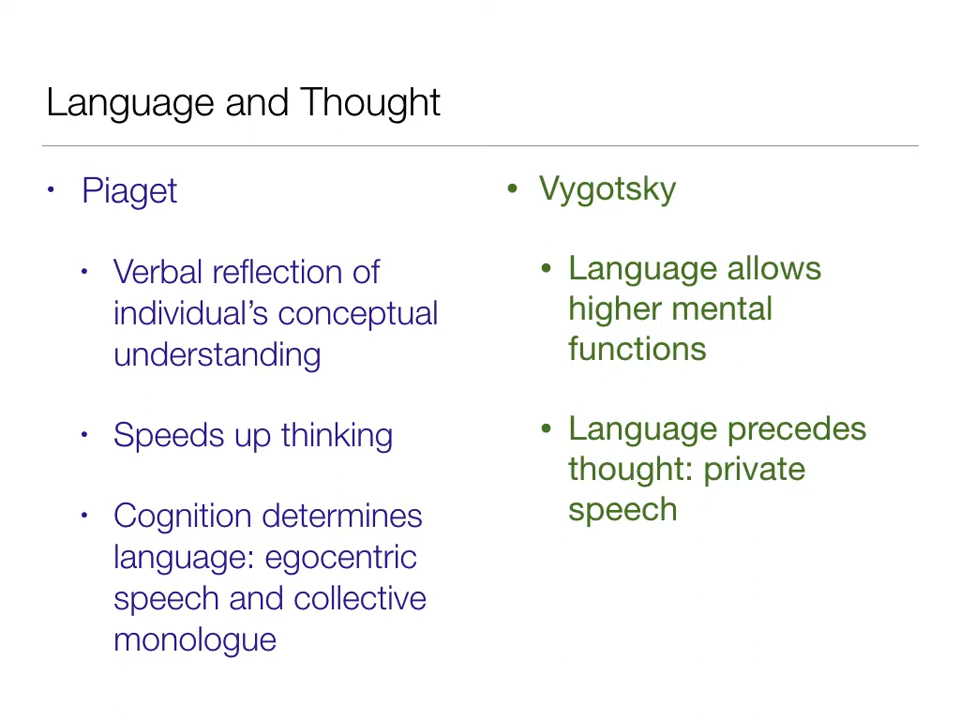 Language and Thought
• Piaget
• Verbal reflection of
individual’s conceptual
understanding
• Speeds up thinking
• Cognition determines
language: egocentric
speech and collective
monologue
• Vygotsky
• Language allows
higher mental
functions
• Language precedes
thought: private
speech